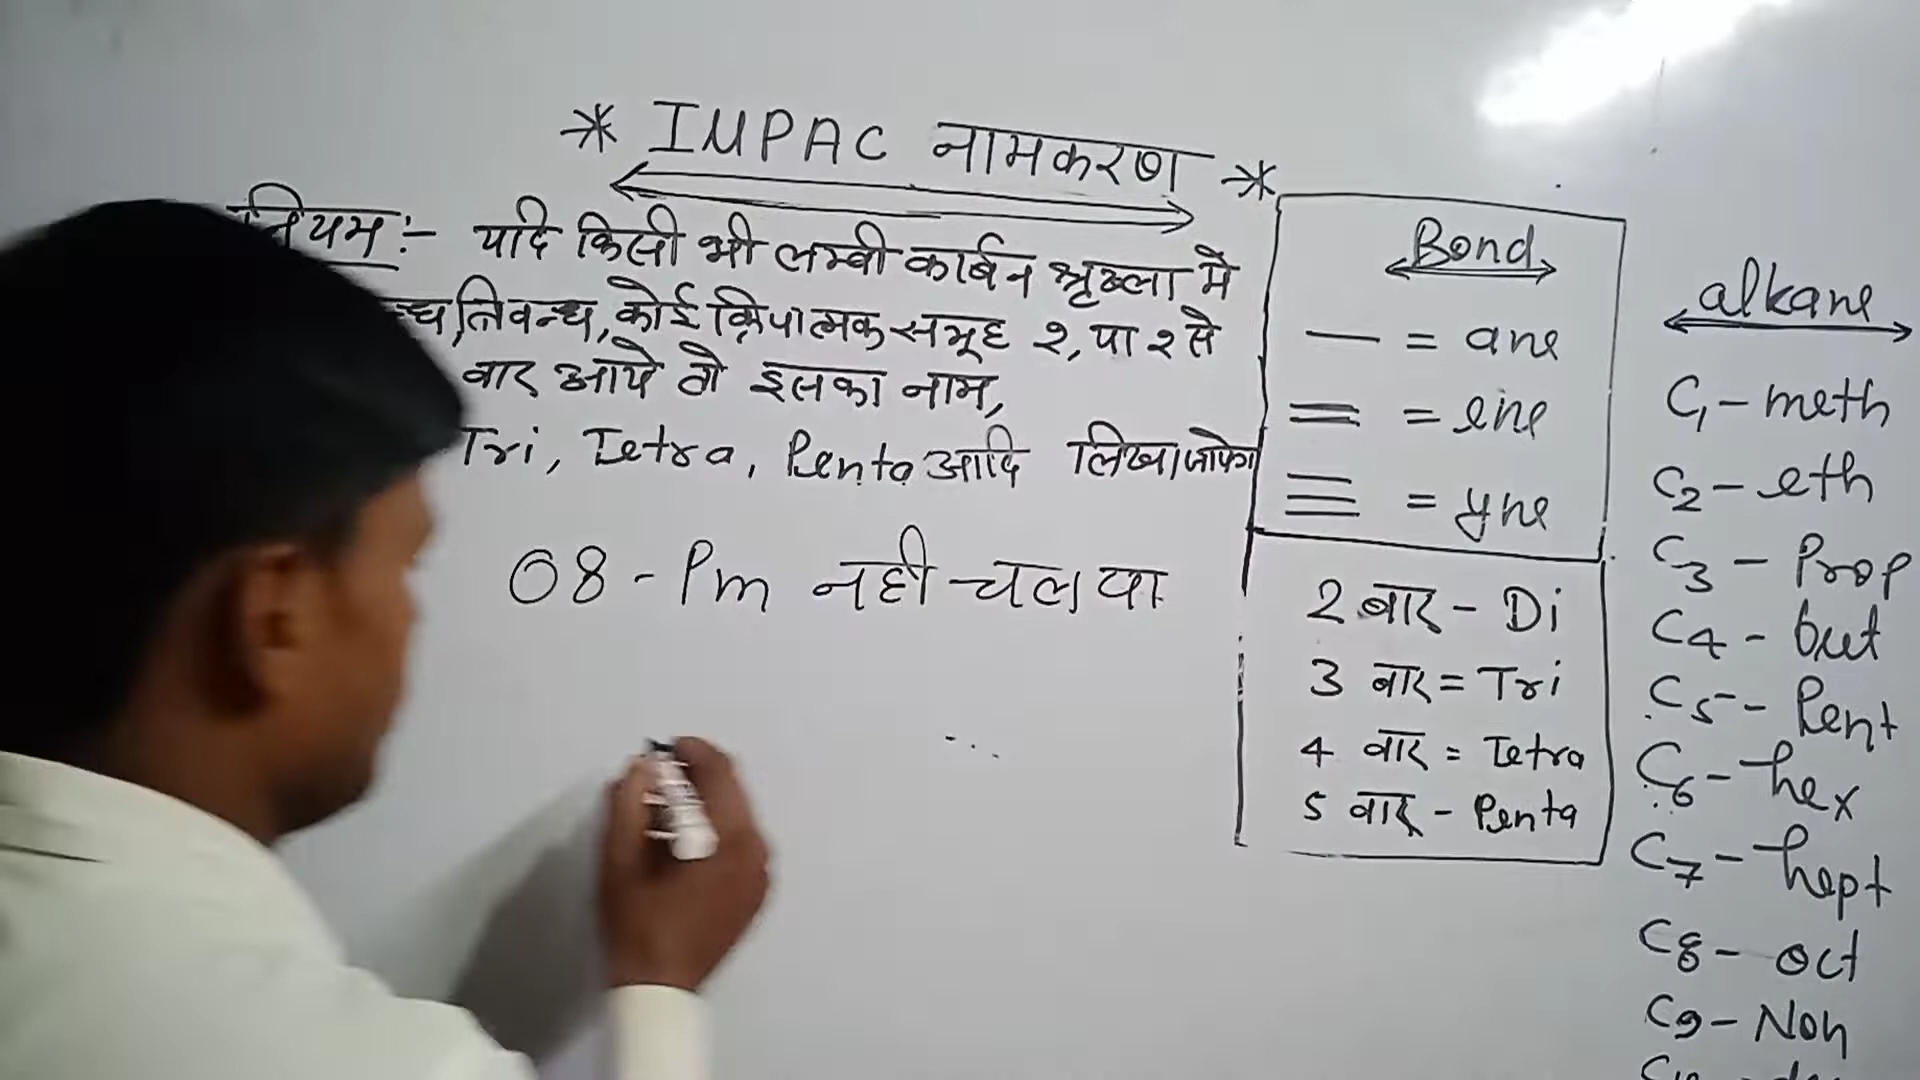 * IUPAC नामकरण *
नियम:- यदि किसी भी लम्बी कार्बन श्रृंखला मे
त्रिबन्ध, कोई क्रियात्मक समूह 2, या 2 से
बार आये तो इसका नाम,
Tri, Tetra, Penta आदि लिखा जायेगा
08 - Pm नही चल पा
Bond
— = ane
= = ene
≡ = yne
2 बार - Di
3 बार = Tri
4 बार = Tetra
5 बार - Penta
alkane
C1 - meth
C2 - eth
C3 - Prop
C4 - but
C5 - Pent
C6 - hex
C7 - hept
C8 - oct
C9 - Non